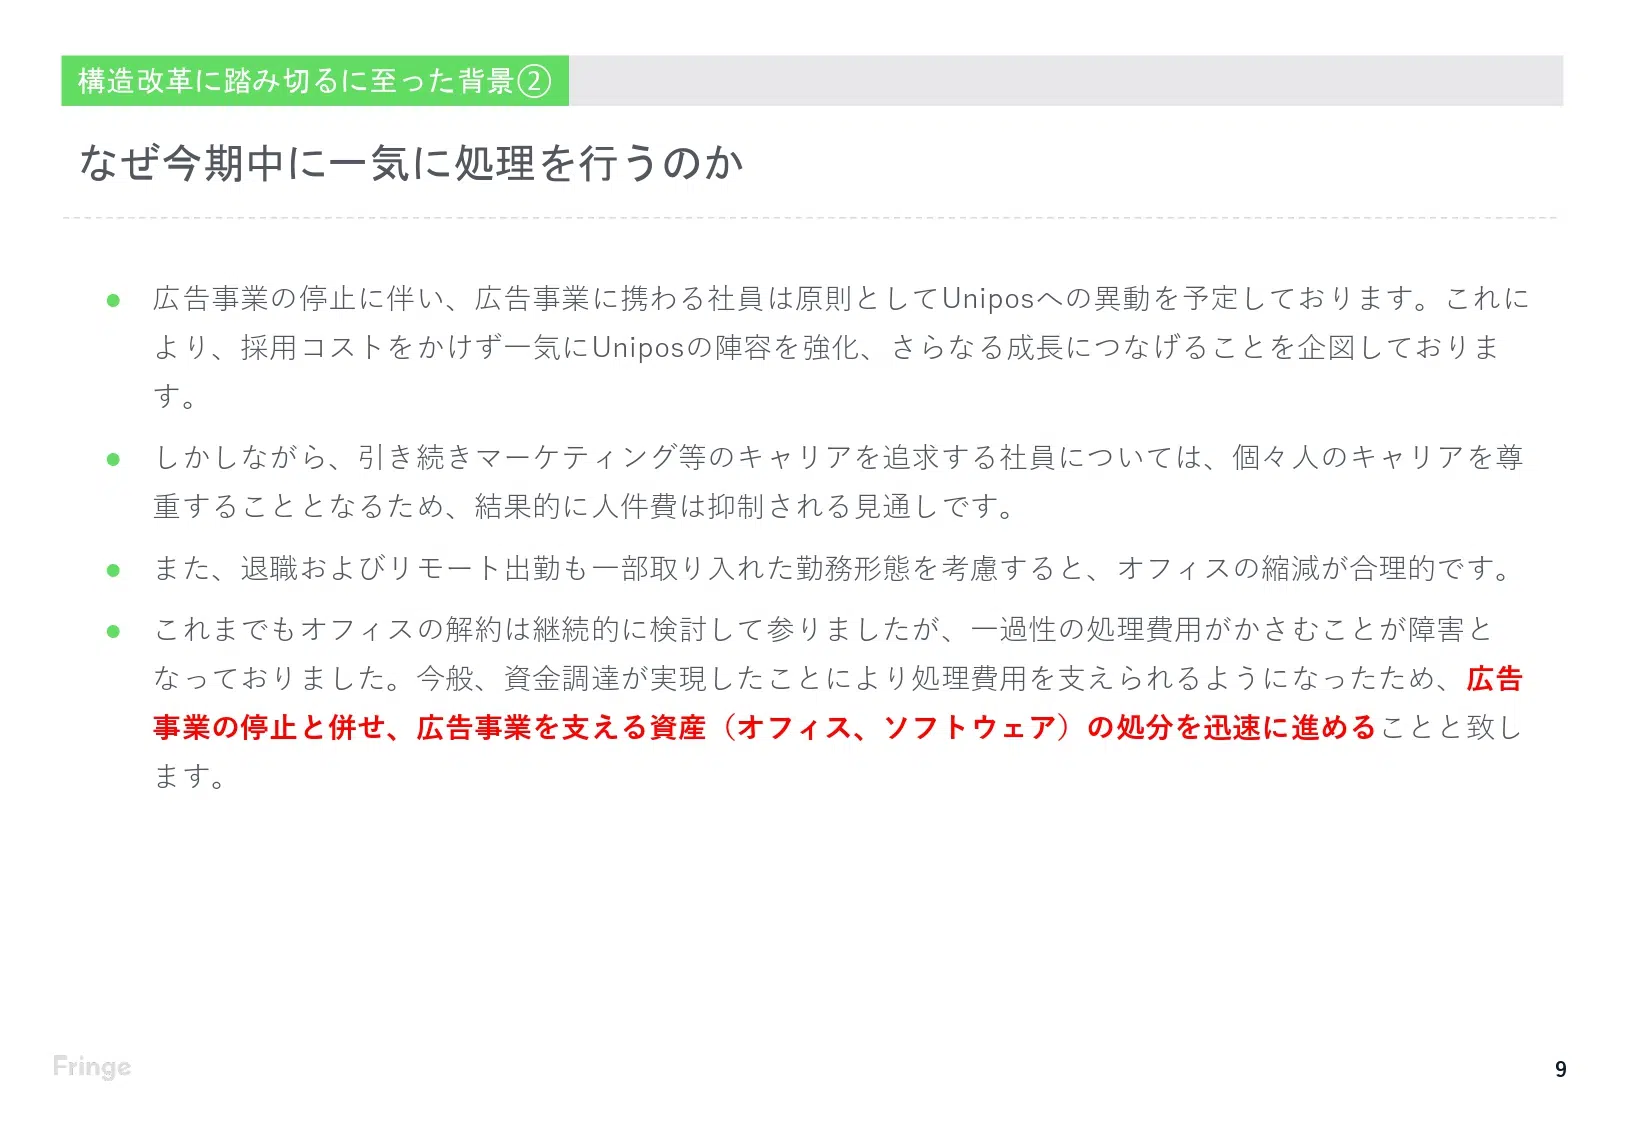 構造改革に踏み切るに至った背景②
なぜ今期中に一気に処理を行うのか
● 広告事業の停止に伴い、広告事業に携わる社員は原則としてUniposへの異動を予定しております。これに
より、採用コストをかけず一気にUniposの陣容を強化、さらなる成長につなげることを企図しておりま
す。
● しかしながら、引き続きマーケティング等のキャリアを追求する社員については、個々人のキャリアを尊
重することとなるため、結果的に人件費は抑制される見通しです。
● また、退職およびリモート出勤も一部取り入れた勤務形態を考慮すると、オフィスの縮減が合理的です。
● これまでもオフィスの解約は継続的に検討して参りましたが、一過性の処理費用がかさむことが障害と
なっておりました。今般、資金調達が実現したことにより処理費用を支えられるようになったため、広告
事業の停止と併せ、広告事業を支える資産（オフィス、ソフトウェア）の処分を迅速に進めることと致し
ます。
Fringe
9